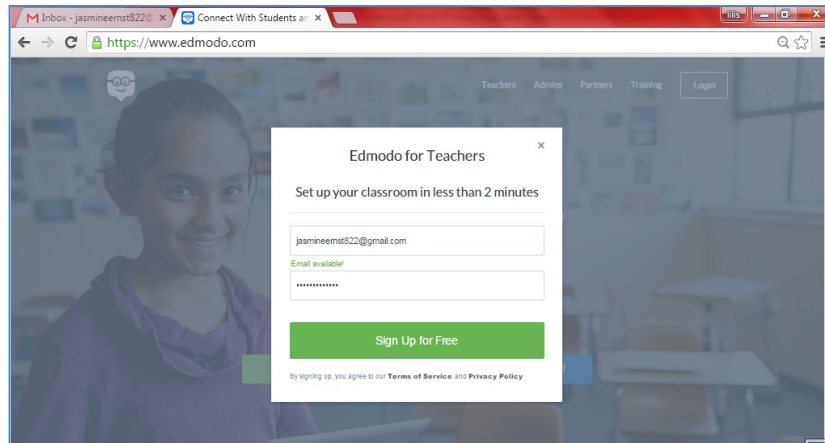 Inbox - jasmineernst822@
Connect With Students an
lilis
https://www.edmodo.com
Teachers Admins Partners Training Login
Edmodo for Teachers
Set up your classroom in less than 2 minutes
jasmineernst822@gmail.com
Email available!
•••••••••••••
Sign Up for Free
By signing up, you agree to our Terms of Service and Privacy Policy